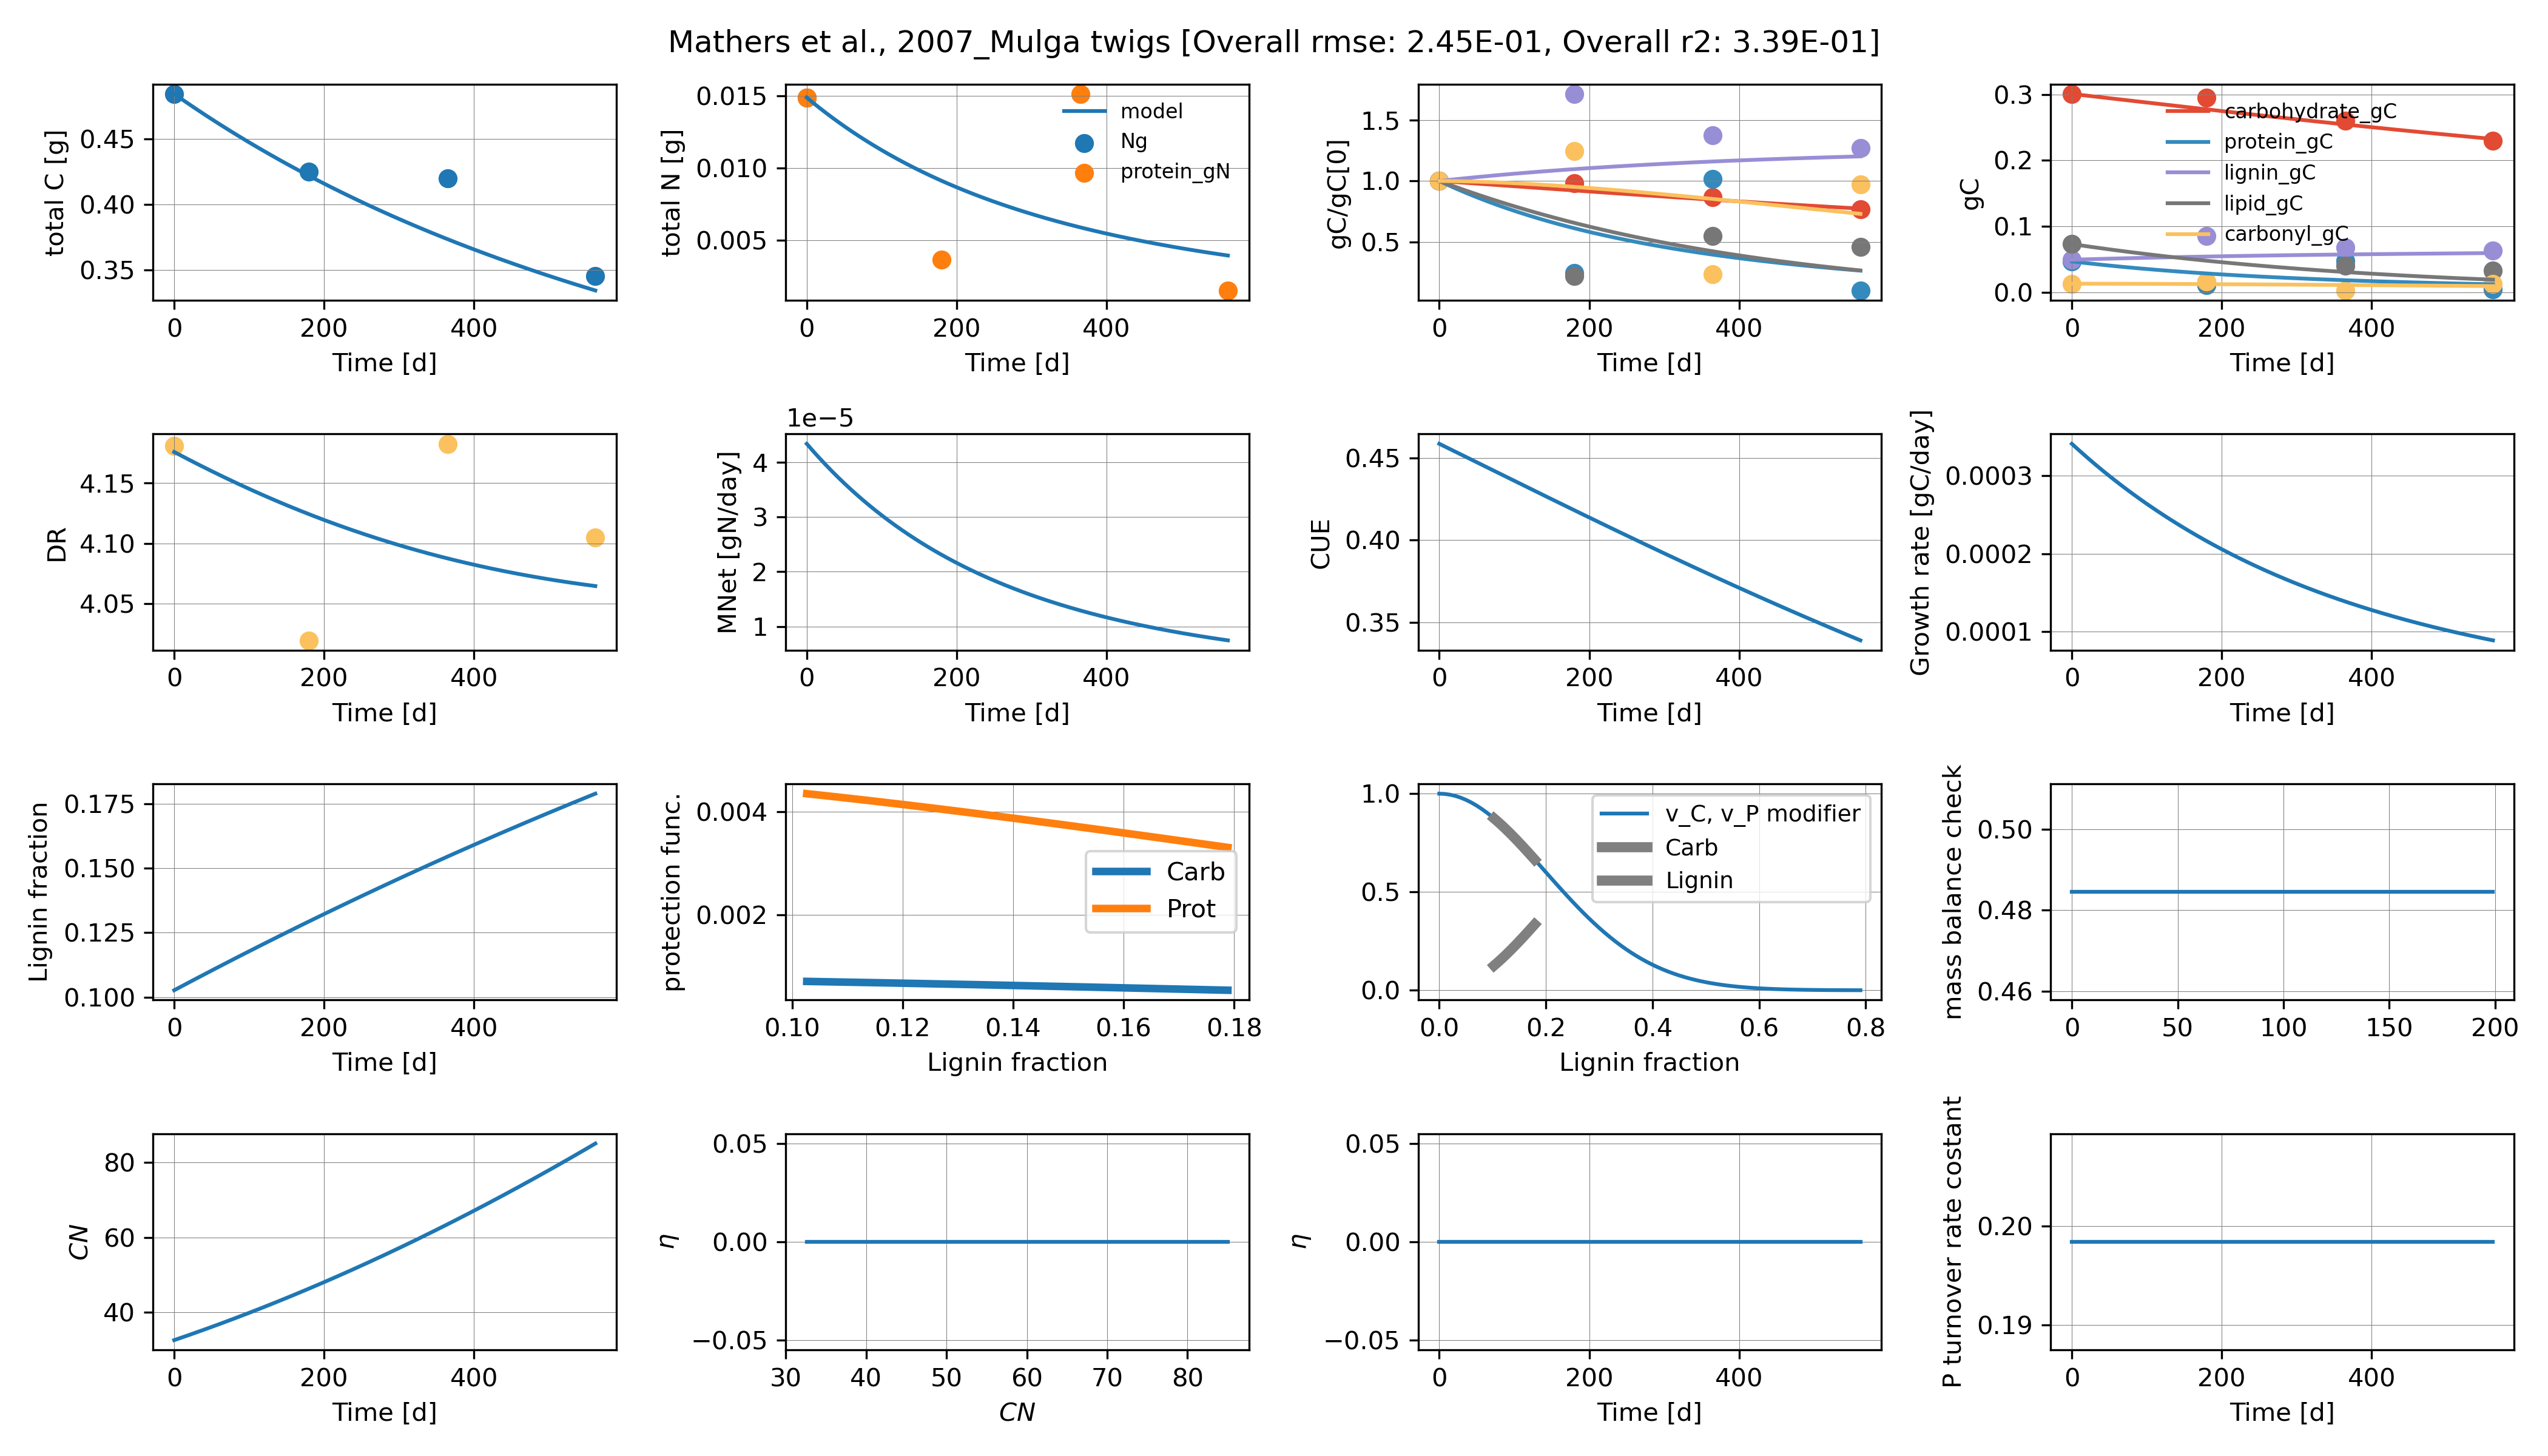 Mathers et al., 2007_Mulga twigs [Overall rmse: 2.45E-01, Overall r2: 3.39E-01]
total C [g]
0.45
0.40
0.35
0 200 400
Time [d]
total N [g]
0.015
0.010
0.005
model
Ng
protein_gN
0 200 400
Time [d]
gC/gC[0]
1.5
1.0
0.5
0 200 400
Time [d]
gC
0.3
0.2
0.1
0.0
carbohydrate_gC
protein_gC
lignin_gC
lipid_gC
carbonyl_gC
0 200 400
Time [d]
DR
4.15
4.10
4.05
0 200 400
Time [d]
1e−5
MNet [gN/day]
4
3
2
1
0 200 400
Time [d]
CUE
0.45
0.40
0.35
0 200 400
Time [d]
Growth rate [gC/day]
0.0003
0.0002
0.0001
0 200 400
Time [d]
Lignin fraction
0.175
0.150
0.125
0.100
0 200 400
Time [d]
protection func.
0.004
0.002
Carb
Prot
0.10 0.12 0.14 0.16 0.18
Lignin fraction
1.0
0.5
0.0
v_C, v_P modifier
Carb
Lignin
0.0 0.2 0.4 0.6 0.8
Lignin fraction
mass balance check
0.50
0.48
0.46
0 50 100 150 200
CN
80
60
40
0 200 400
Time [d]
η
0.05
0.00
−0.05
30 40 50 60 70 80
CN
η
0.05
0.00
−0.05
0 200 400
Time [d]
P turnover rate costant
0.20
0.19
0 200 400
Time [d]